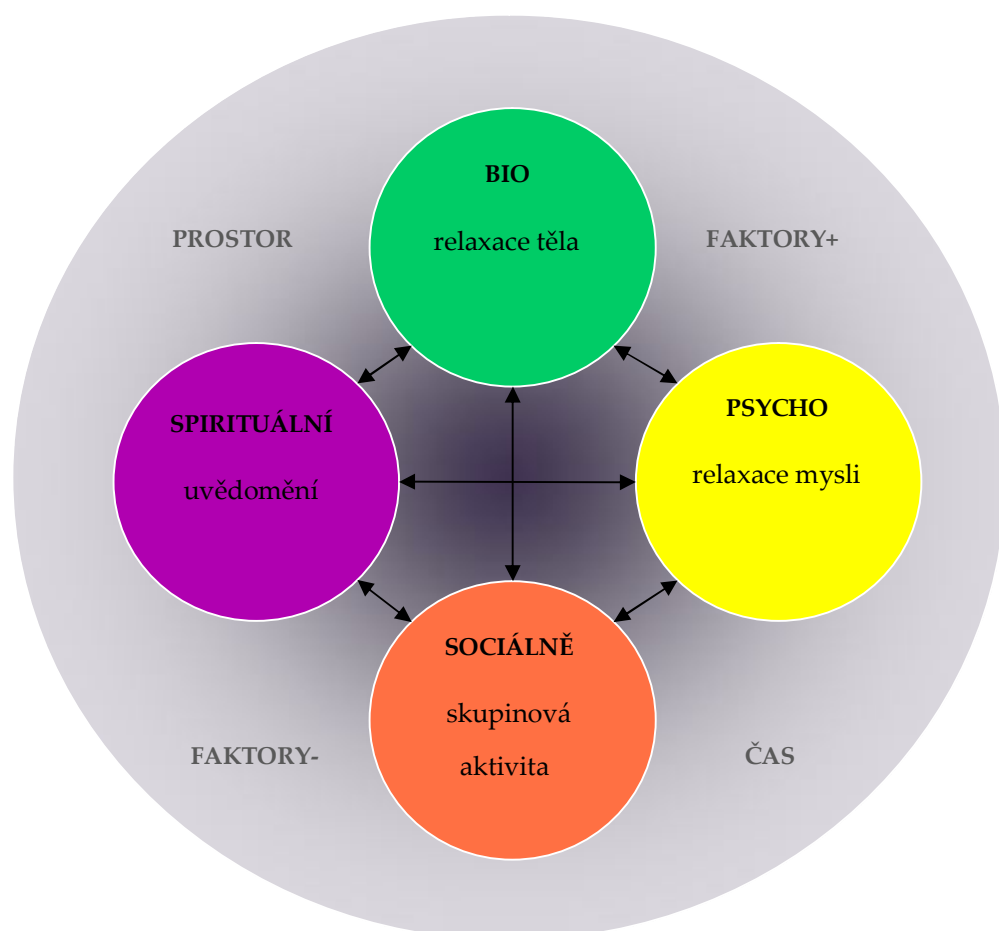 BIO
relaxace těla
PROSTOR
FAKTORY+
SPIRITUÁLNÍ
uvědomění
PSYCHO
relaxace mysli
SOCIÁLNĚ
skupinová
aktivita
FAKTORY-
ČAS